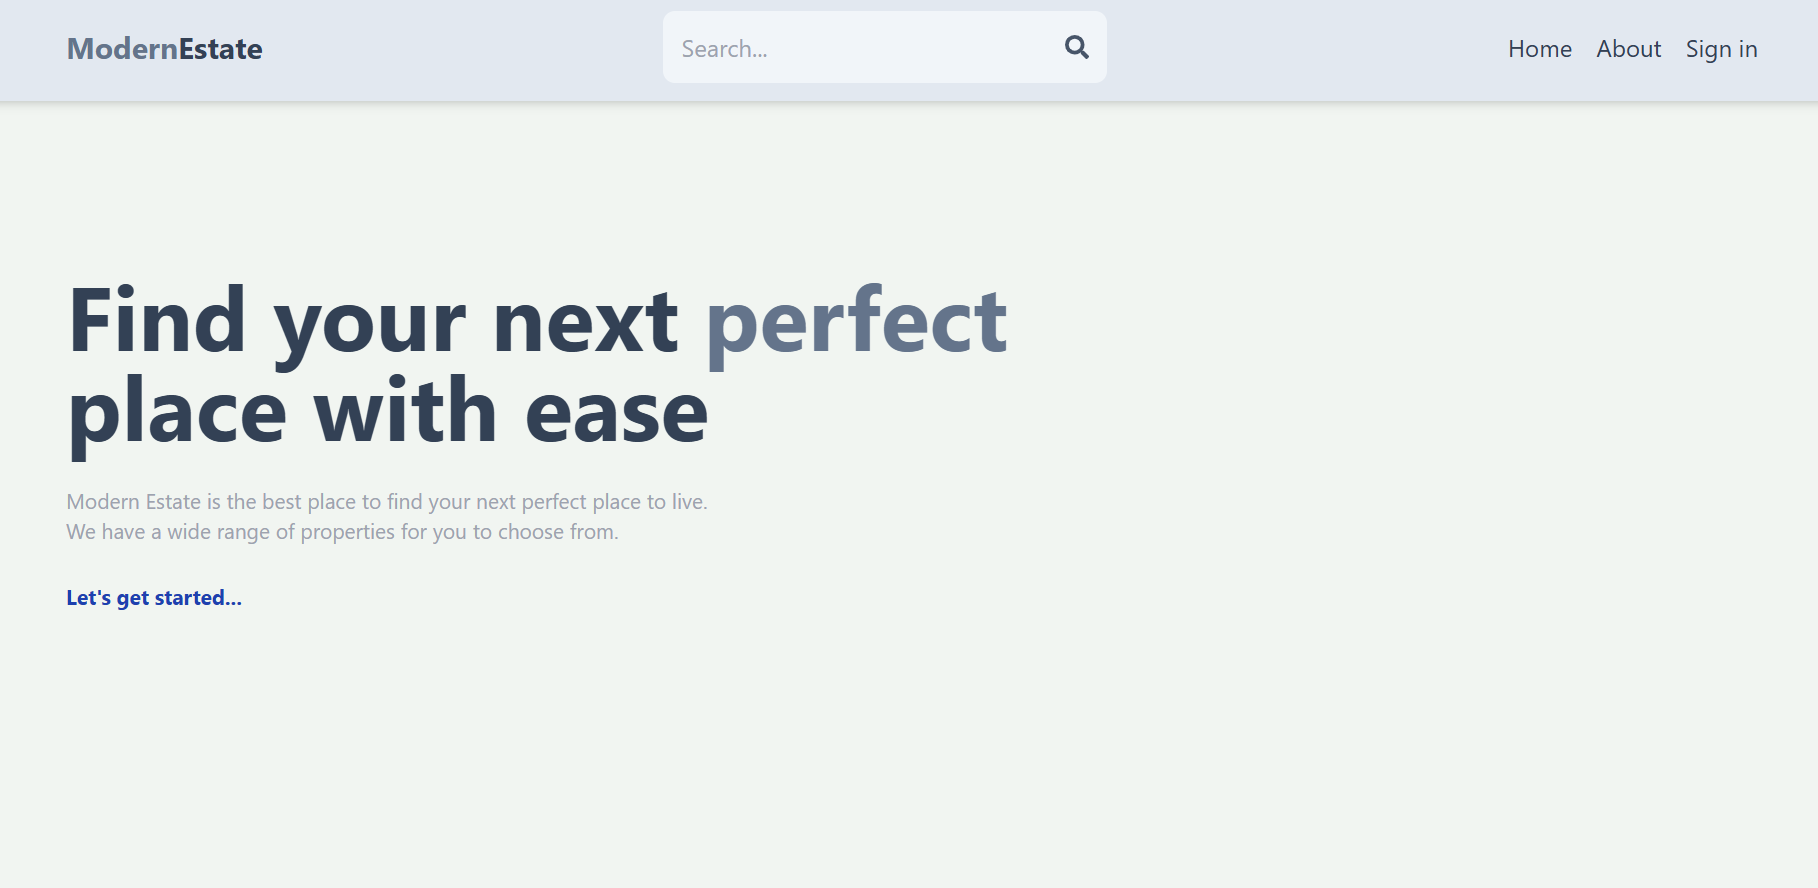 ModernEstate
Search...
Home About Sign in
Find your next perfect
place with ease
Modern Estate is the best place to find your next perfect place to live.
We have a wide range of properties for you to choose from.
Let's get started...